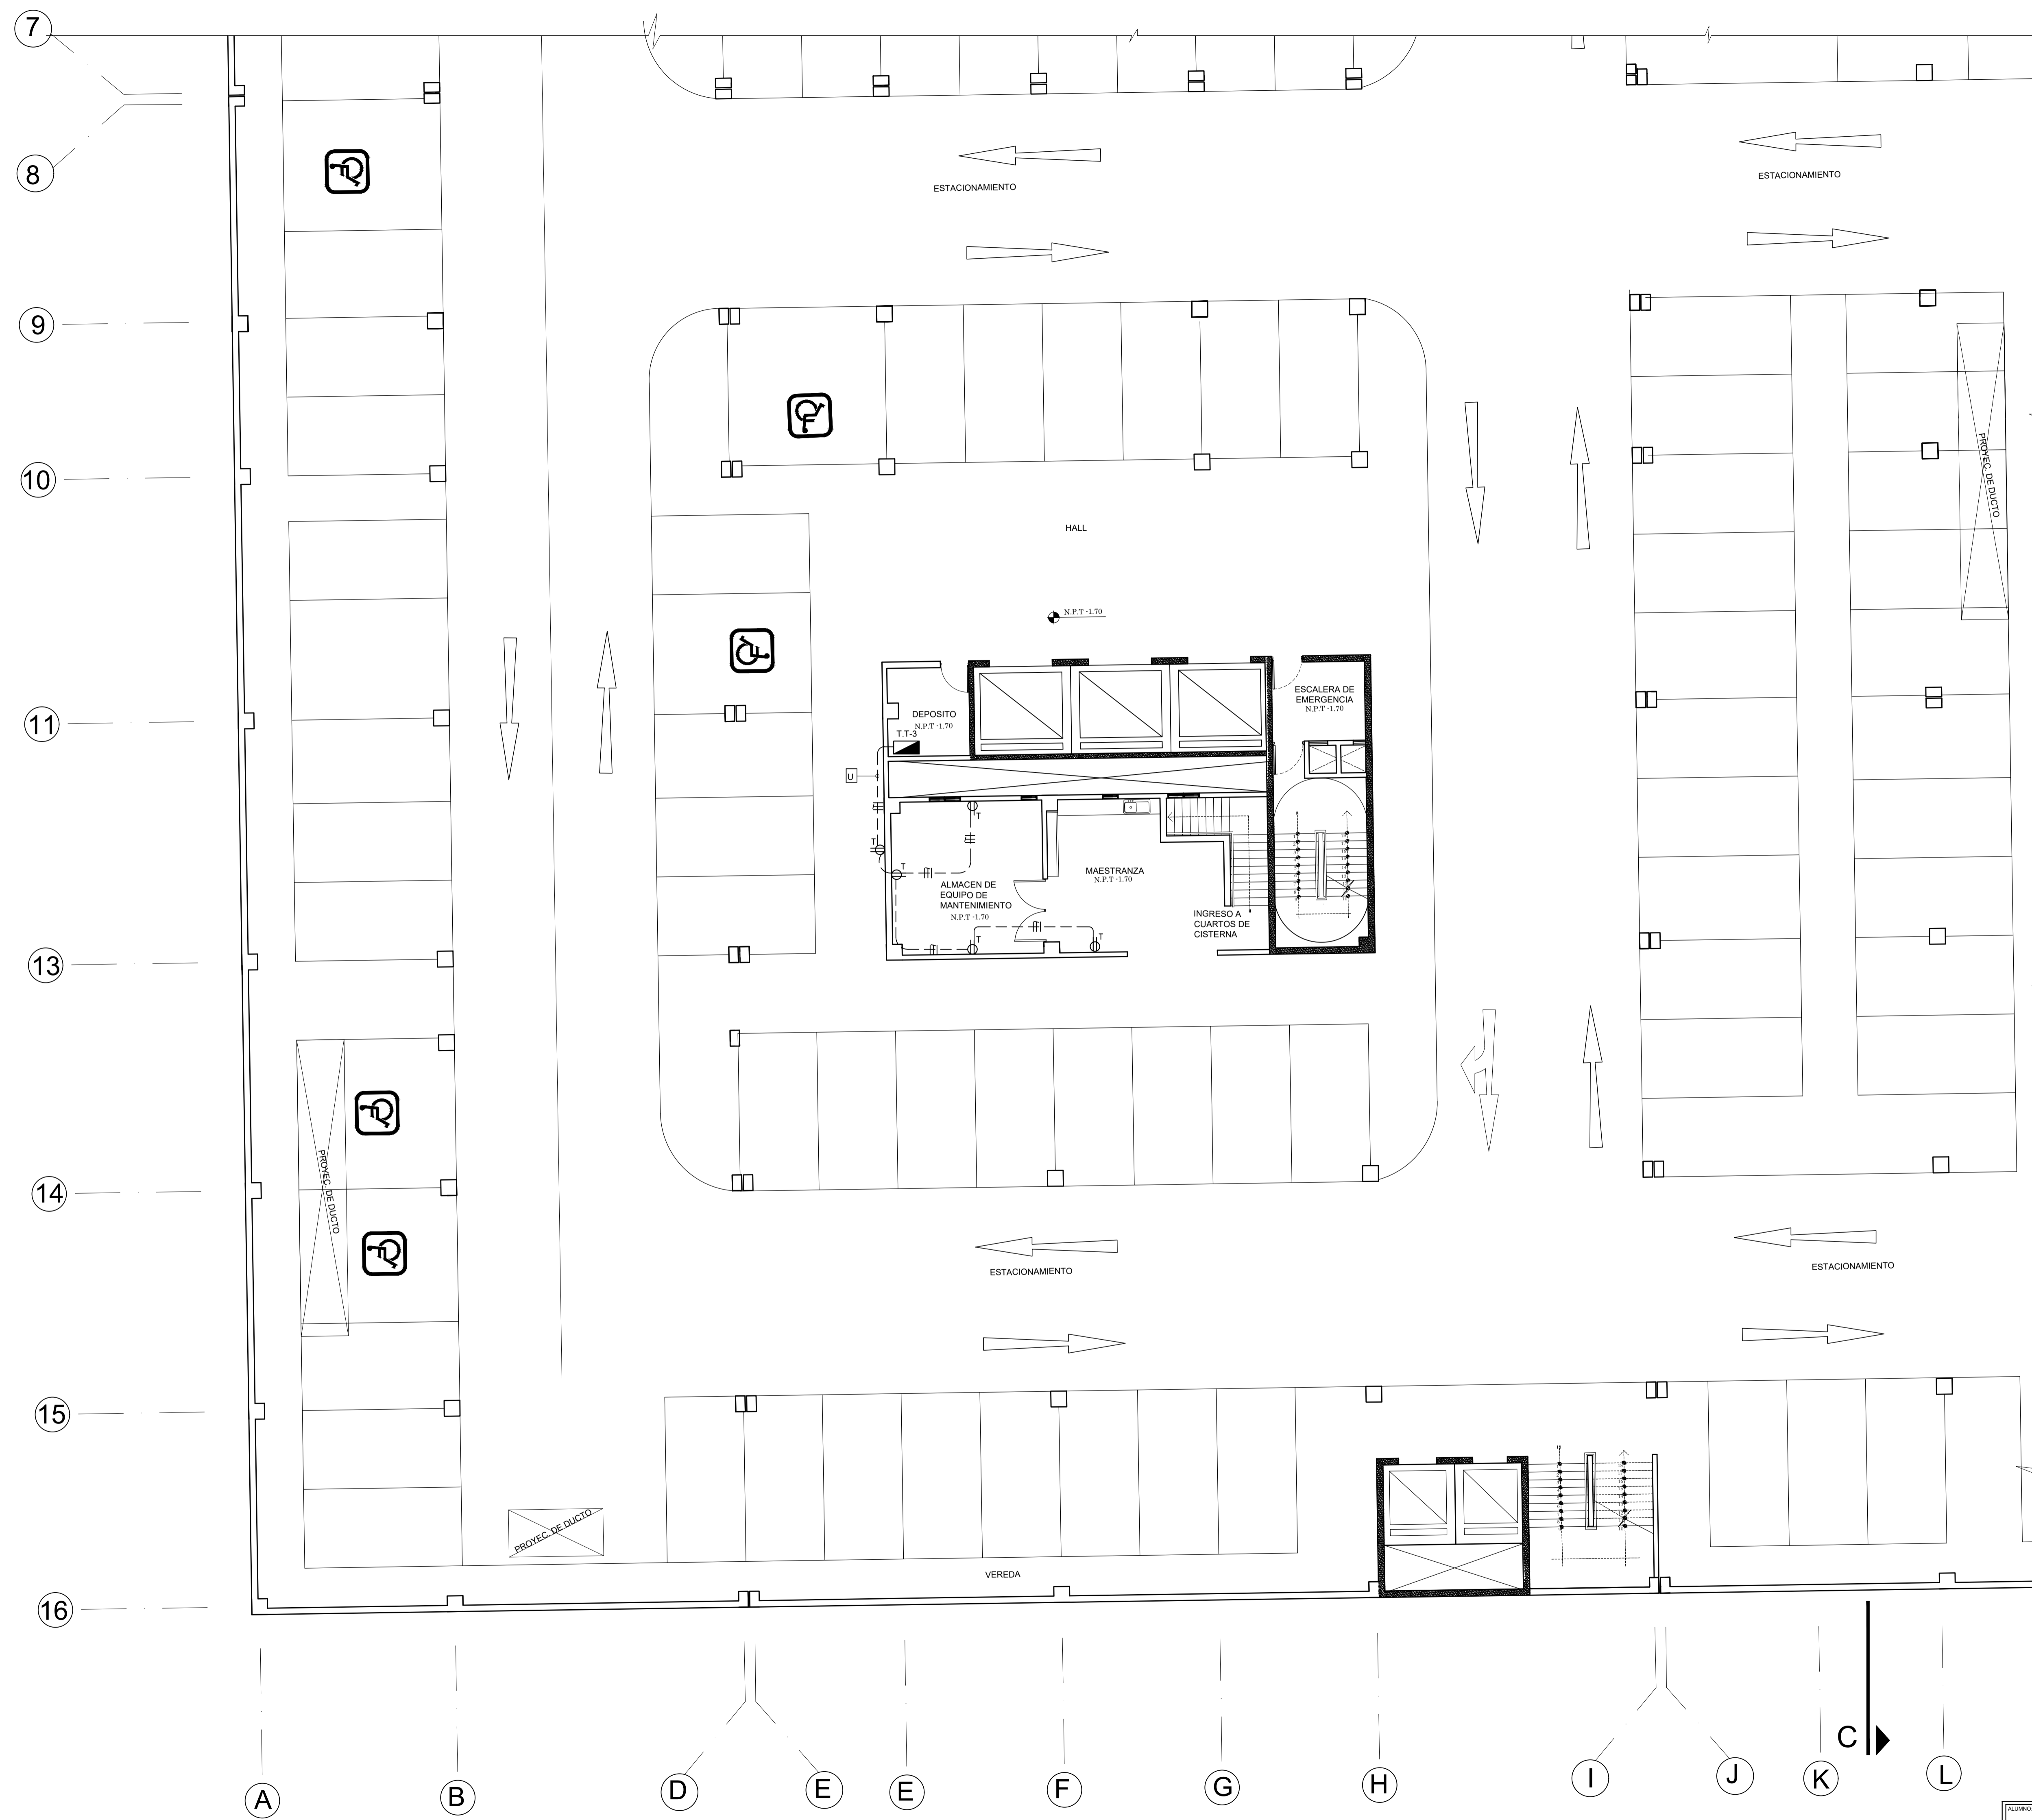 7
8
ESTACIONAMIENTO
ESTACIONAMIENTO
9
10
PROYEC. DE DUCTO
HALL
N.P.T -1.70
11
DEPOSITO
N.P.T -1.70
T.T-3
ESCALERA DE
EMERGENCIA
N.P.T -1.70
U
T
T
T
ALMACEN DE
EQUIPO DE
MANTENIMIENTO
N.P.T -1.70
MAESTRANZA
N.P.T -1.70
INGRESO A
CUARTOS DE
CISTERNA
T
T
13
14
PROYEC. DE DUCTO
ESTACIONAMIENTO
ESTACIONAMIENTO
15
PROYEC. DE DUCTO
VEREDA
16
C
A
B
D
E
E
F
G
H
I
J
K
L
ALUMNO